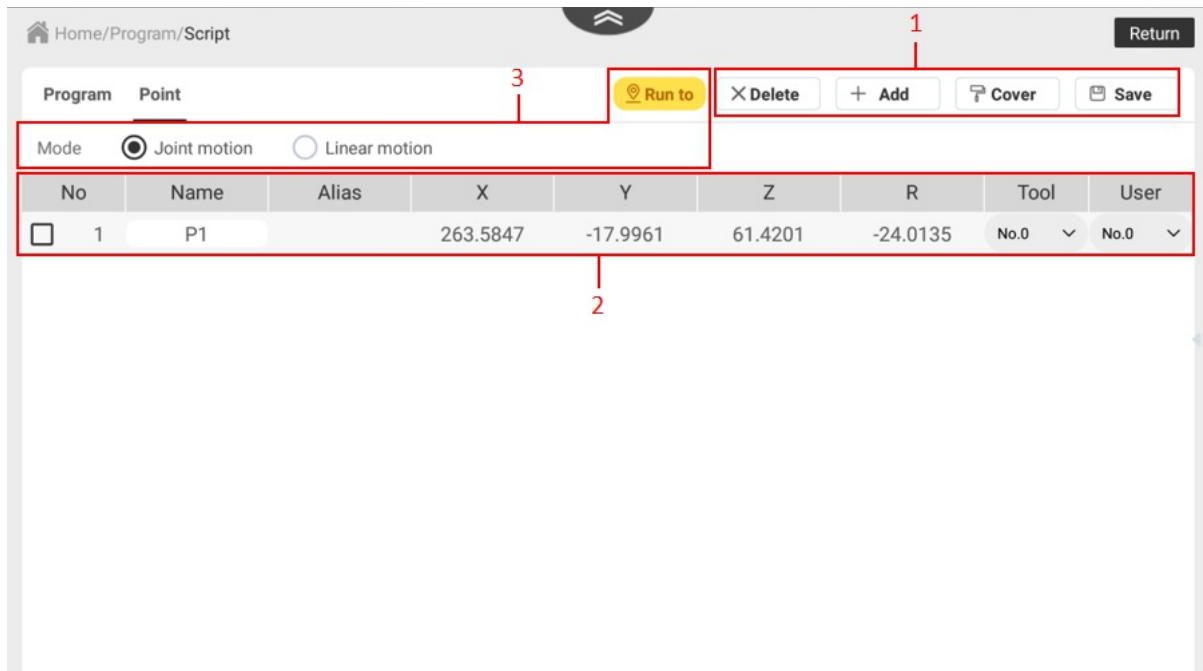 Home/Program/Script
1
Return
Program Point
3
Run to
Delete
Add
Cover
Save
Mode Joint motion Linear motion
No Name Alias X Y Z R Tool User
1 P1 263.5847 -17.9961 61.4201 -24.0135 No.0 No.0
2